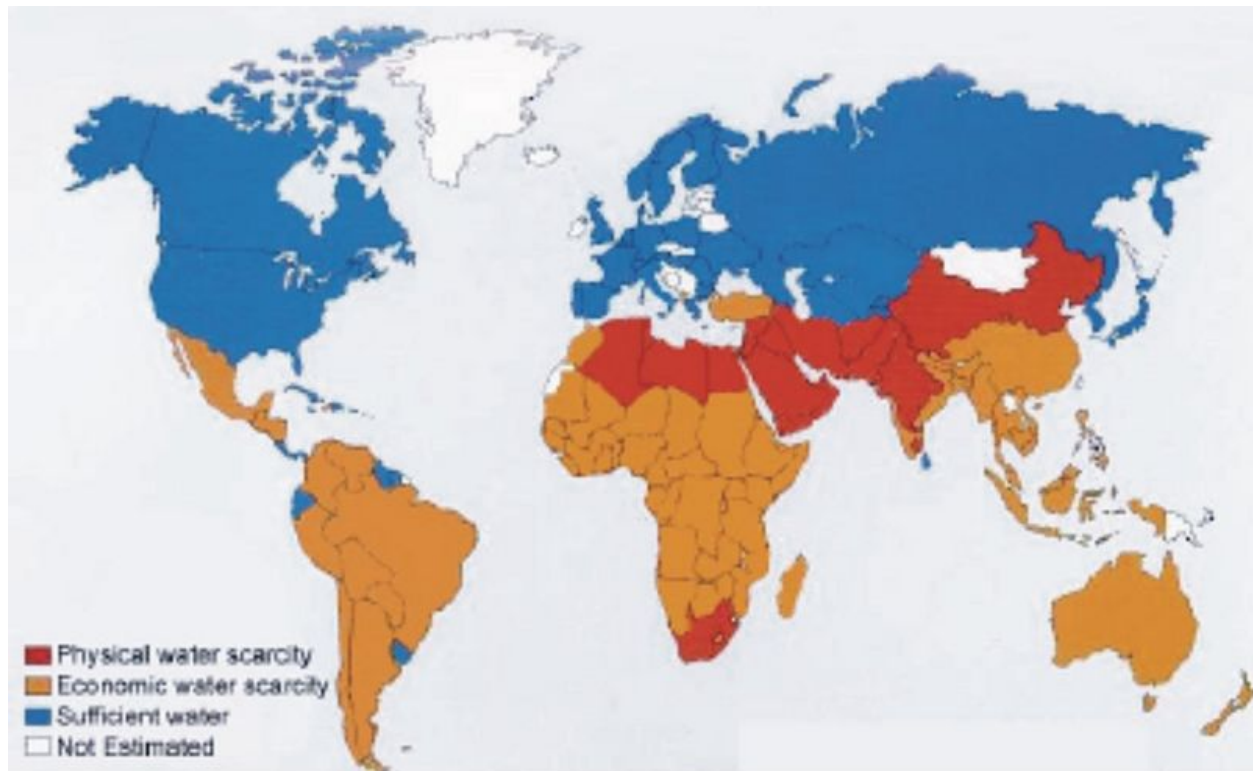 Physical water scarcity
Economic water scarcity
Sufficient water
Not Estimated